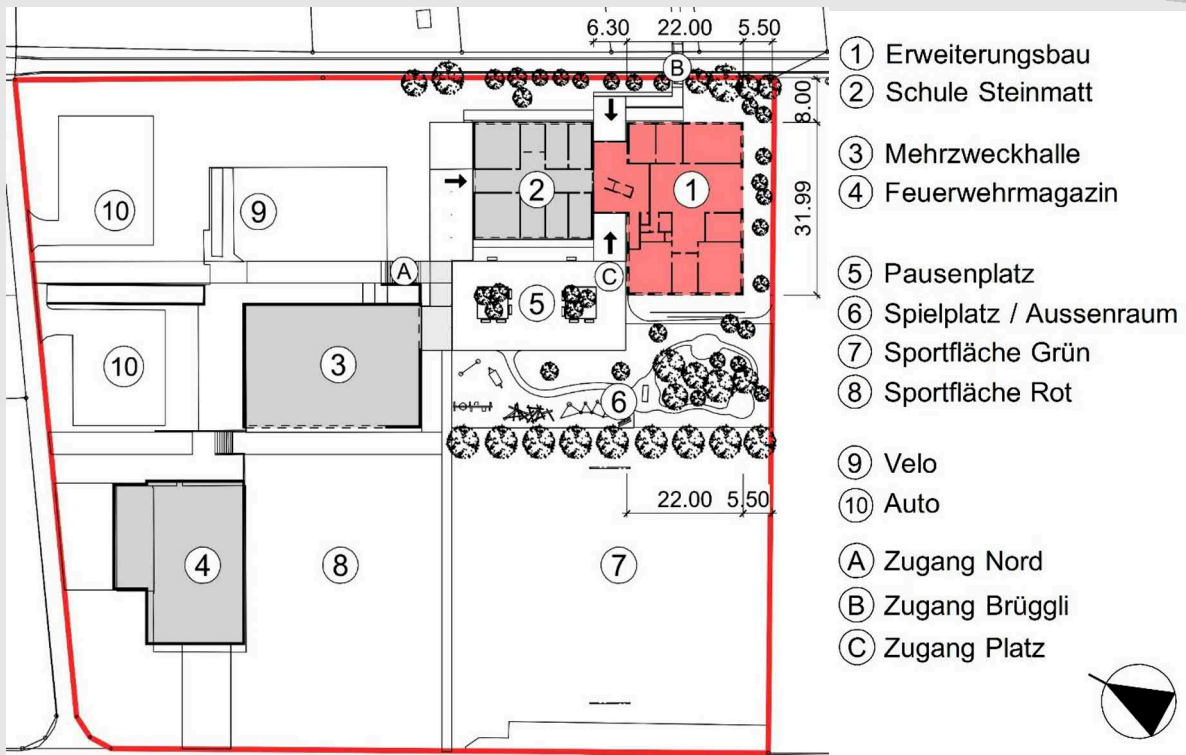 6.30 22.00 5.50
B
8.00
31.99
10
9
2
1
A
C
5
10
3
6
22.00 5.50
4
8
7
1 Erweiterungsbau
2 Schule Steinmatt
3 Mehrzweckhalle
4 Feuerwehrmagazin
5 Pausenplatz
6 Spielplatz / Aussenraum
7 Sportfläche Grün
8 Sportfläche Rot
9 Velo
10 Auto
A Zugang Nord
B Zugang Brüggli
C Zugang Platz